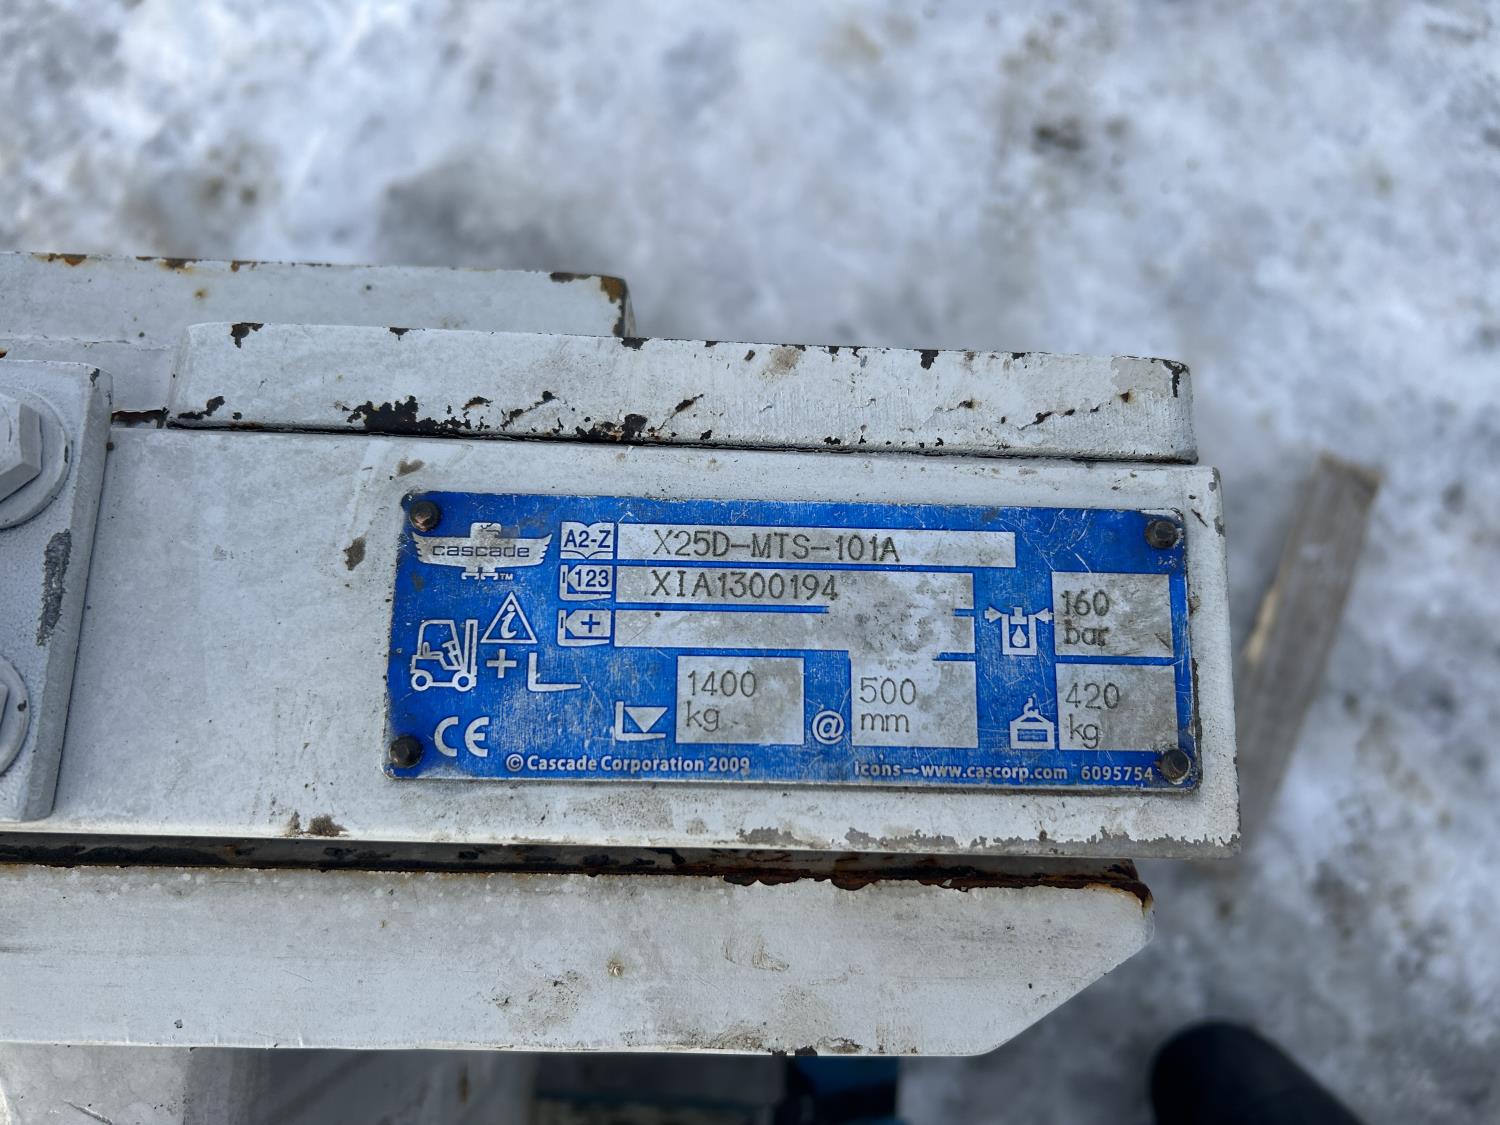 cascade™
A2-Z X25D-MTS-101A
123 XIA1300194
160 bar
1400 kg @ 500 mm
420 kg
CE
© Cascade Corporation 2009 icons→www.cascorp.com 6095754